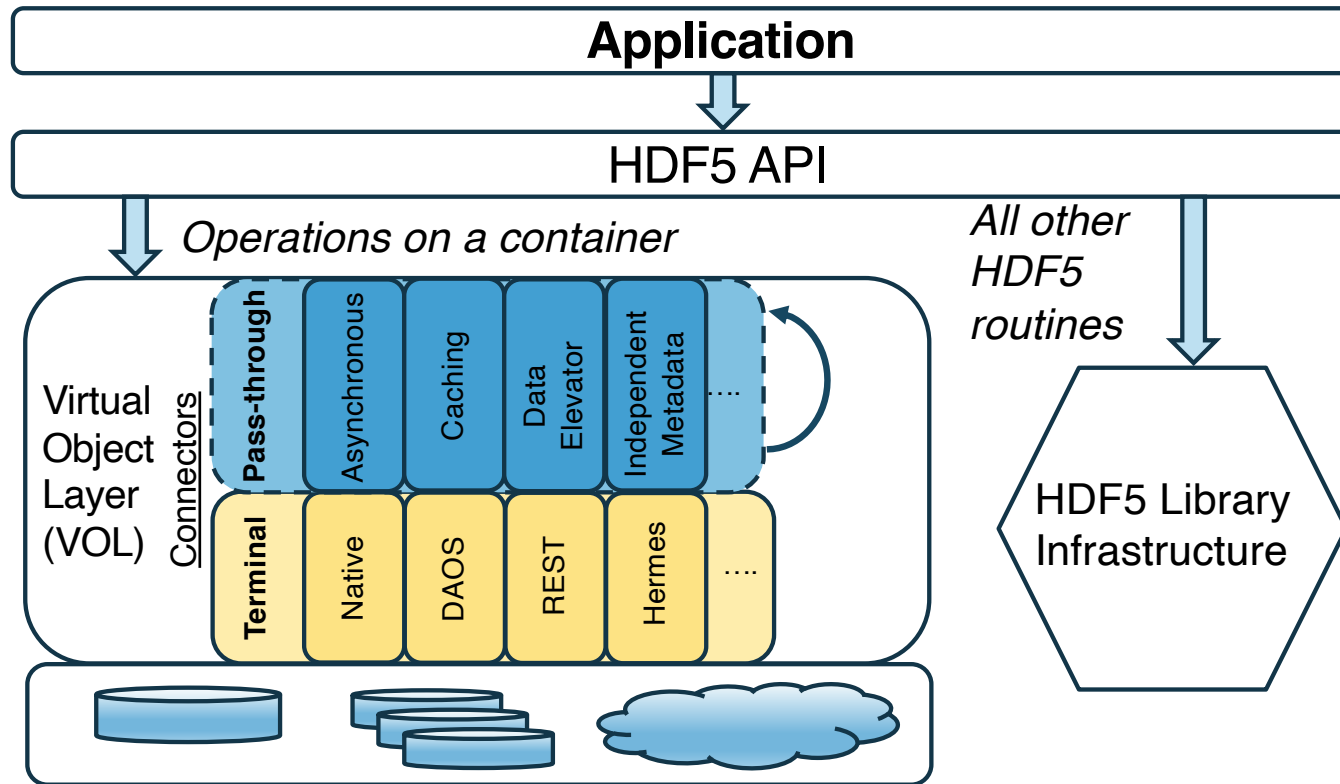 Application
HDF5 API
Operations on a container
All other
HDF5
routines
Virtual
Object
Layer
(VOL)
Connectors
Pass-through
Asynchronous
Caching
Data
Elevator
Independent
Metadata
....
Terminal
Native
DAOS
REST
Hermes
....
HDF5 Library
Infrastructure